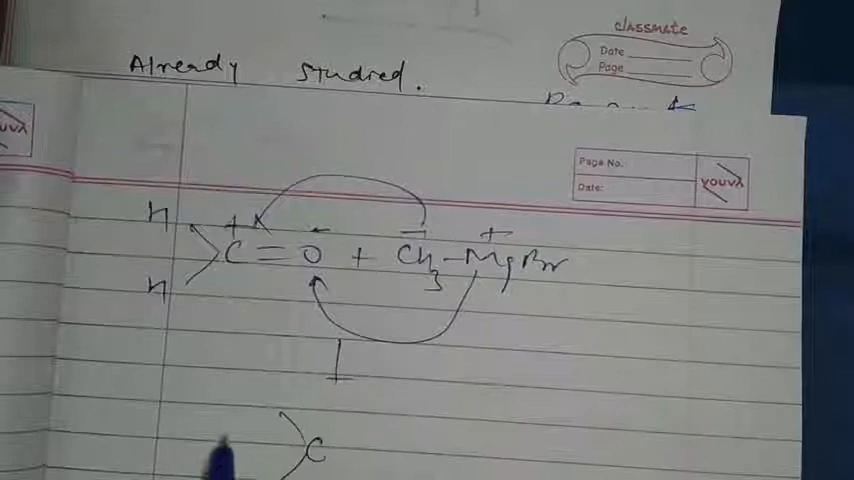 classmate
Date
Page
Already studied.
Page No.:
Date:
youva
H + - - +
C = O + CH3 - MgBr
H
C